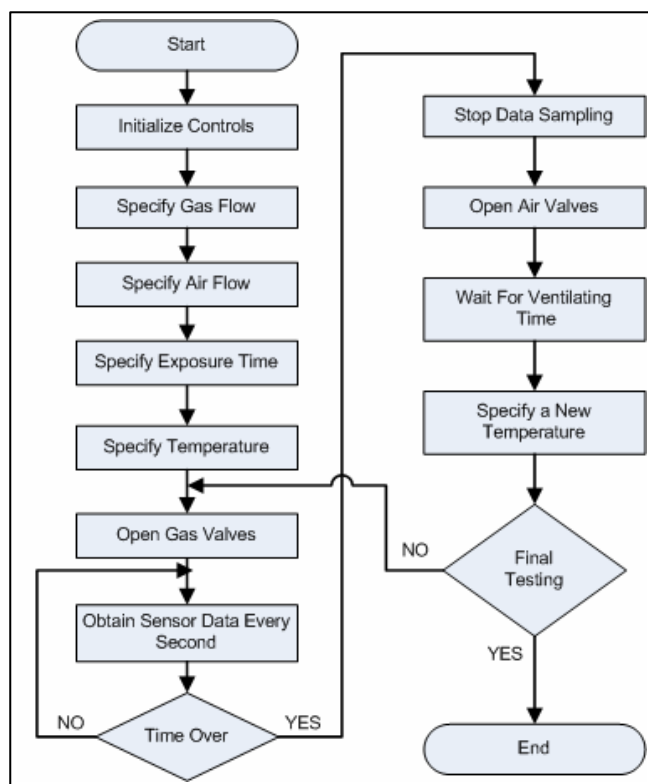 Start
Initialize Controls
Specify Gas Flow
Specify Air Flow
Specify Exposure Time
Specify Temperature
Open Gas Valves
Obtain Sensor Data Every
Second
NO
Time Over
YES
Stop Data Sampling
Open Air Valves
Wait For Ventilating
Time
Specify a New
Temperature
NO
Final
Testing
YES
End